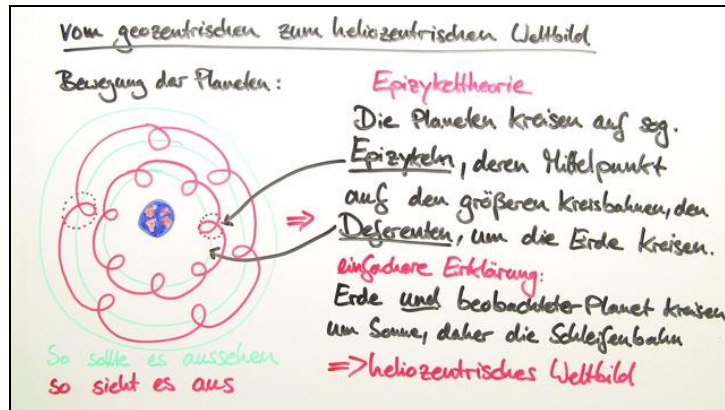 Vom geozentrischen zum heliozentrischen Weltbild
Bewegung der Planeten:
So sollte es aussehen
so sieht es aus
Epizykeltheorie
Die Planeten kreisen auf sog.
Epizykeln, deren Mittelpunkt
auf den größeren Kreisbahnen, den
Deferenten, um die Erde kreisen.
einfachere Erklärung:
Erde und beobachteter Planet kreisen
um Sonne, daher die Schleifenbahn
=> heliozentrisches Weltbild